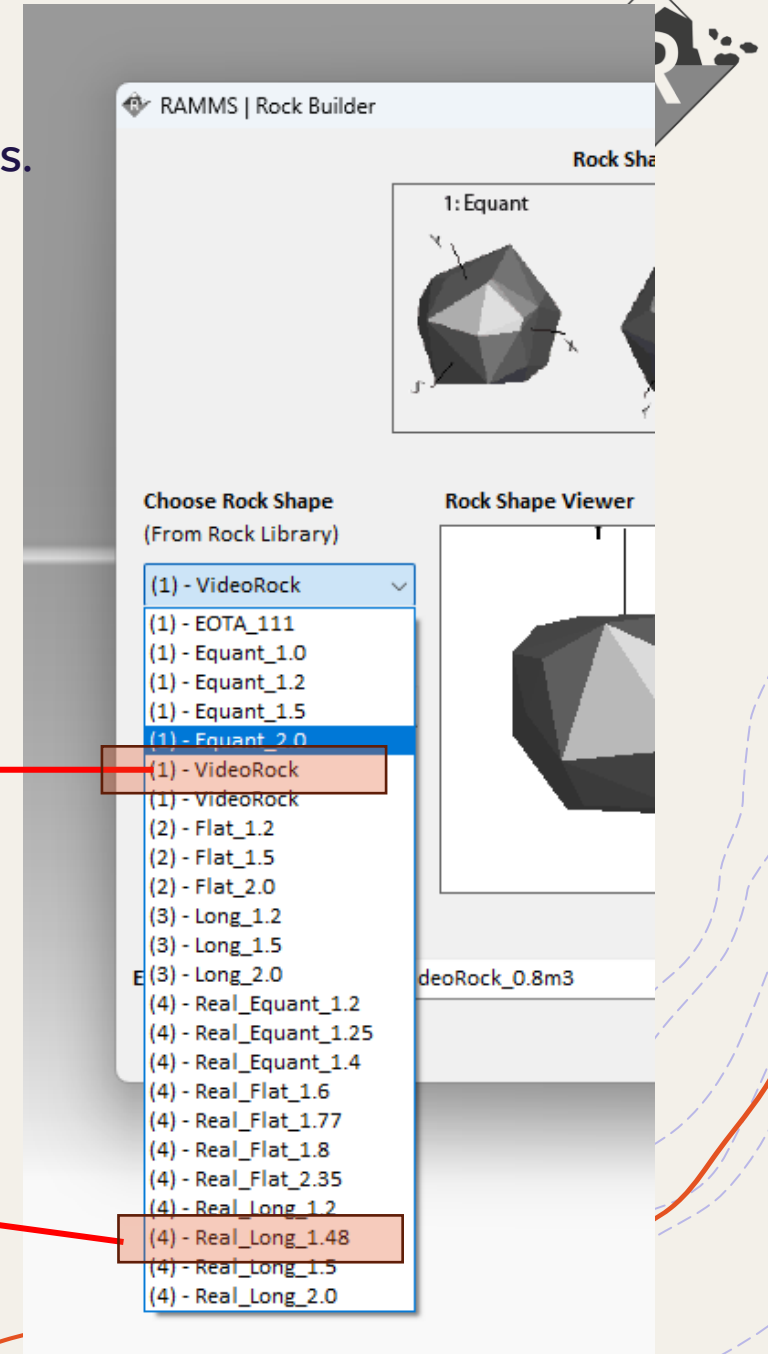 R
s.
R RAMMS | Rock Builder
Rock Sha
1: Equant
Y
X
Choose Rock Shape
Rock Shape Viewer
(From Rock Library)
(1) - VideoRock
(1) - EOTA_111
(1) - Equant_1.0
(1) - Equant_1.2
(1) - Equant_1.5
(1) - Equant_2.0
(1) - VideoRock
(1) - VideoRock
(2) - Flat_1.2
(2) - Flat_1.5
(2) - Flat_2.0
(3) - Long_1.2
(3) - Long_1.5
(3) - Long_2.0
E
deoRock_0.8m3
(4) - Real_Equant_1.2
(4) - Real_Equant_1.25
(4) - Real_Equant_1.4
(4) - Real_Flat_1.6
(4) - Real_Flat_1.77
(4) - Real_Flat_1.8
(4) - Real_Flat_2.35
(4) - Real_Long_1.2
(4) - Real_Long_1.48
(4) - Real_Long_1.5
(4) - Real_Long_2.0